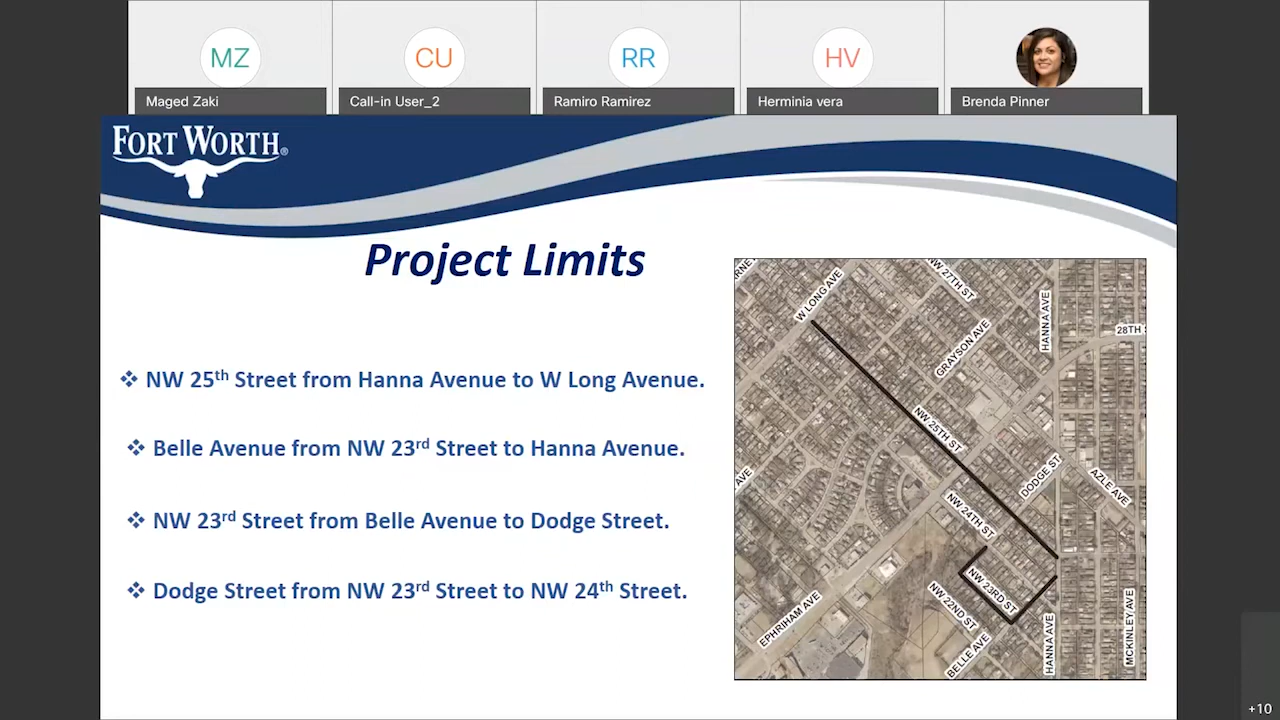 MZ
CU
RR
HV
Maged Zaki
Call-in User_2
Ramiro Ramirez
Herminia vera
Brenda Pinner
FORT WORTH®
Project Limits
❖ NW 25th Street from Hanna Avenue to W Long Avenue.
❖ Belle Avenue from NW 23rd Street to Hanna Avenue.
❖ NW 23rd Street from Belle Avenue to Dodge Street.
❖ Dodge Street from NW 23rd Street to NW 24th Street.
W LONG AVE
NW 27TH ST
HANNA AVE
28TH
GRAYSON AVE
NW 25TH ST
DODGE ST
AZLE AVE
AVE
NW 24TH ST
NW 23RD ST
NW 22ND ST
EPHRIHAM AVE
BELLE AVE
HANNA AVE
MCKINLEY AVE
+10